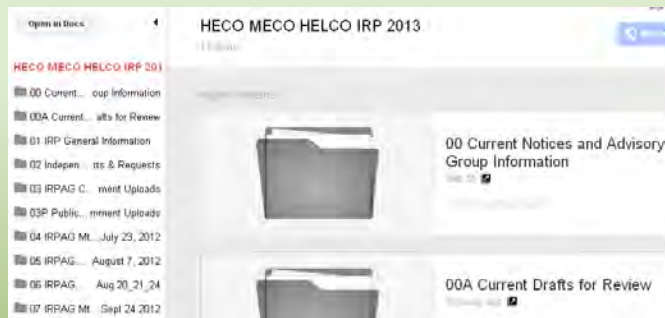 Open in Docs
HECO MECO HELCO IRP 201
00 Current... oup Information
00A Current... afts for Review
01 IRP General Information
02 Indepen... ts & Requests
03 IRPAG C... ment Uploads
03P Public... mment Uploads
04 IRPAG Mt... July 23, 2012
05 IRPAG... August 7, 2012
06 IRPAG... Aug 20_21_24
07 IRPAG Mt... Sept 24 2012
HECO MECO HELCO IRP 2013
00 Current Notices and Advisory
Group Information
00A Current Drafts for Review